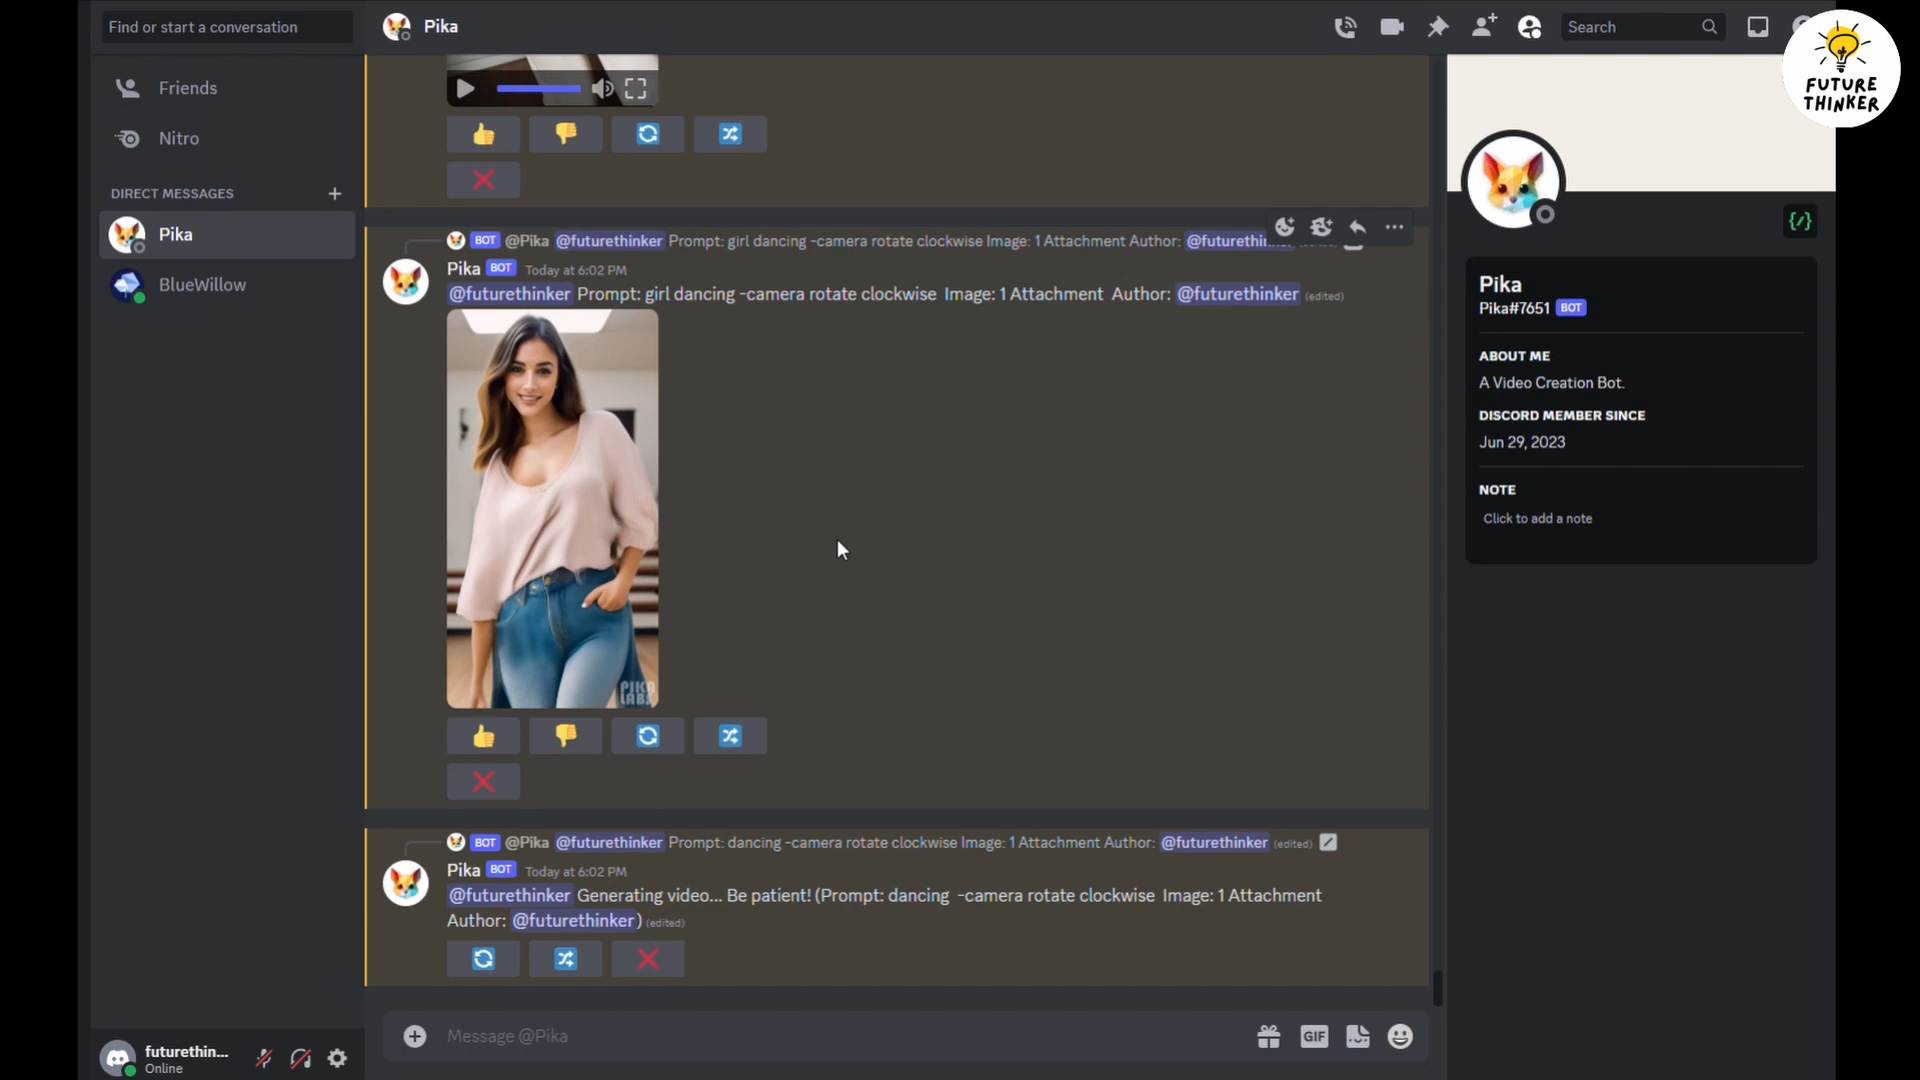 Find or start a conversation
Pika
Search
FUTURE
THINKER
Friends
Nitro
DIRECT MESSAGES
Pika
BlueWillow
BOT @Pika @futurethinker Prompt: girl dancing -camera rotate clockwise Image: 1 Attachment Author:
Pika BOT Today at 6:02 PM
@futurethinker Prompt: girl dancing -camera rotate clockwise Image: 1 Attachment Author: @futurethinker (edited)
PIKA
LABS
BOT @Pika @futurethinker Prompt: dancing -camera rotate clockwise Image: 1 Attachment Author: @futurethinker (edited)
Pika BOT Today at 6:02 PM
@futurethinker Generating video... Be patient! (Prompt: dancing -camera rotate clockwise Image: 1 Attachment
Author: @futurethinker) (edited)
Message @Pika
GIF
futurethin...
Online
Pika
Pika#7651 BOT
ABOUT ME
A Video Creation Bot.
DISCORD MEMBER SINCE
Jun 29, 2023
NOTE
Click to add a note